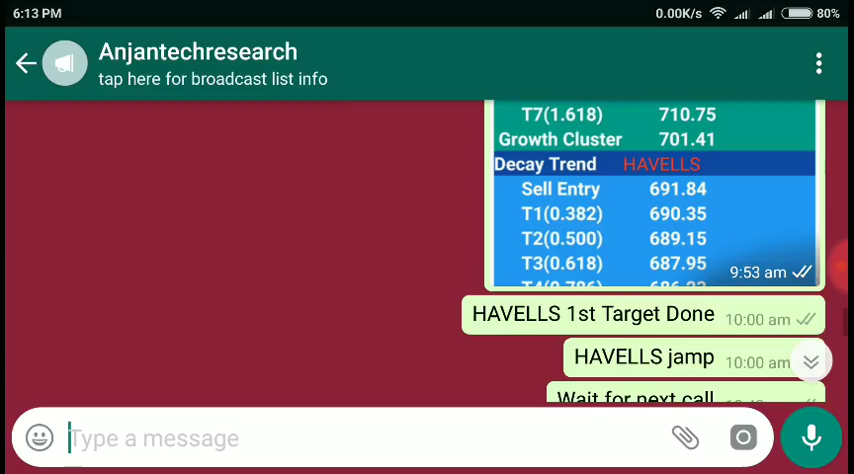 6:13 PM 0.00K/s 80%
Anjantechresearch
tap here for broadcast list info
T7(1.618) 710.75
Growth Cluster 701.41
Decay Trend HAVELLS
Sell Entry 691.84
T1(0.382) 690.35
T2(0.500) 689.15
T3(0.618) 687.95
9:53 am
HAVELLS 1st Target Done 10:00 am
HAVELLS jamp 10:00 am
Wait for next call
Type a message